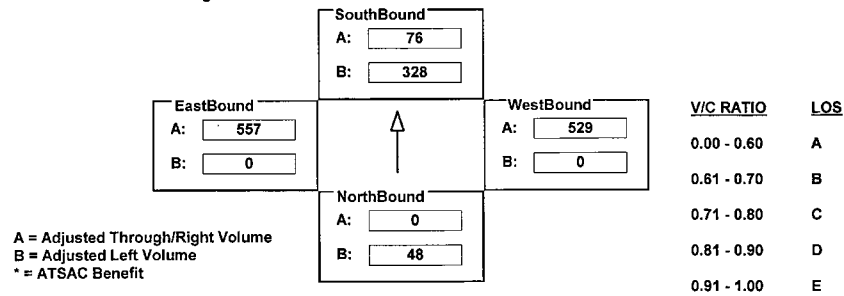 SouthBound
A: 76
B: 328
EastBound
A: 557
B: 0
WestBound
A: 529
B: 0
NorthBound
A: 0
B: 48
A = Adjusted Through/Right Volume
B = Adjusted Left Volume
* = ATSAC Benefit
V/C RATIO LOS
0.00 - 0.60 A
0.61 - 0.70 B
0.71 - 0.80 C
0.81 - 0.90 D
0.91 - 1.00 E